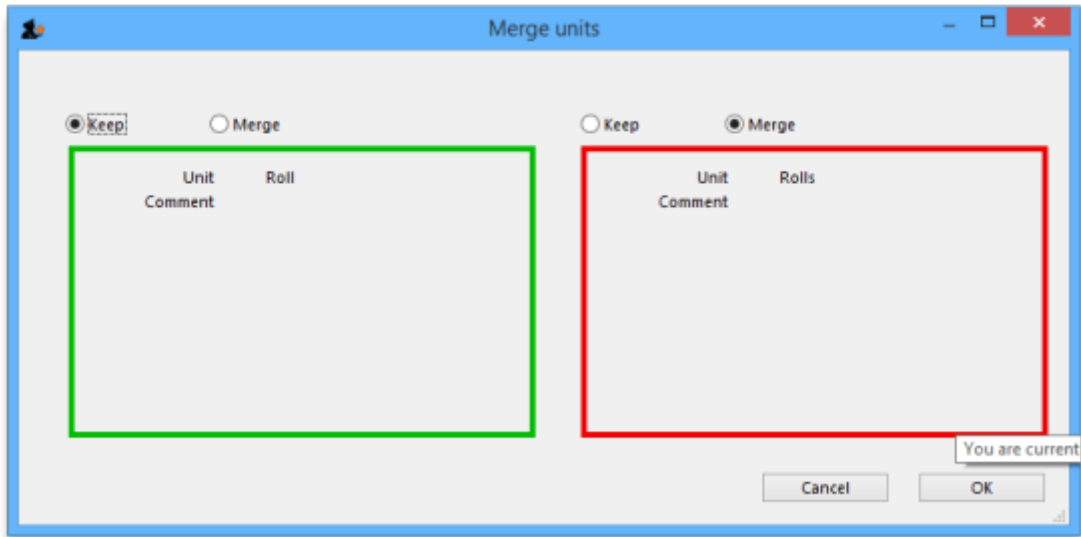 Merge units
Keep Merge Keep Merge
Unit Roll Unit Rolls
Comment Comment
You are current
Cancel OK